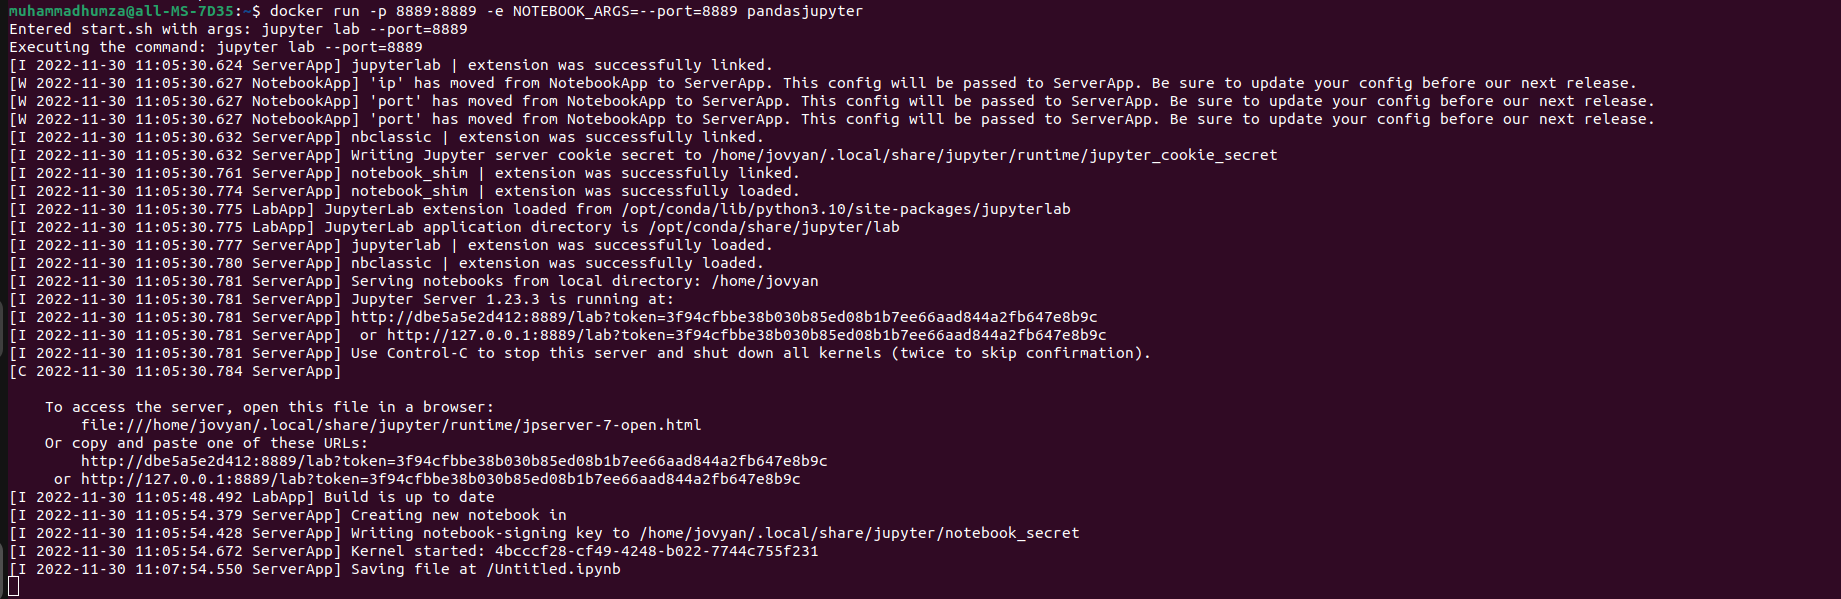 muhammadhumza@all-MS-7D35:~$ docker run -p 8889:8889 -e NOTEBOOK_ARGS=--port=8889 pandasjupyter
Entered start.sh with args: jupyter lab --port=8889
Executing the command: jupyter lab --port=8889
[I 2022-11-30 11:05:30.624 ServerApp] jupyterlab | extension was successfully linked.
[W 2022-11-30 11:05:30.627 NotebookApp] 'ip' has moved from NotebookApp to ServerApp. This config will be passed to ServerApp. Be sure to update your config before our next release.
[W 2022-11-30 11:05:30.627 NotebookApp] 'port' has moved from NotebookApp to ServerApp. This config will be passed to ServerApp. Be sure to update your config before our next release.
[W 2022-11-30 11:05:30.627 NotebookApp] 'port' has moved from NotebookApp to ServerApp. This config will be passed to ServerApp. Be sure to update your config before our next release.
[I 2022-11-30 11:05:30.632 ServerApp] nbclassic | extension was successfully linked.
[I 2022-11-30 11:05:30.632 ServerApp] Writing Jupyter server cookie secret to /home/jovyan/.local/share/jupyter/runtime/jupyter_cookie_secret
[I 2022-11-30 11:05:30.761 ServerApp] notebook_shim | extension was successfully linked.
[I 2022-11-30 11:05:30.774 ServerApp] notebook_shim | extension was successfully loaded.
[I 2022-11-30 11:05:30.775 LabApp] JupyterLab extension loaded from /opt/conda/lib/python3.10/site-packages/jupyterlab
[I 2022-11-30 11:05:30.775 LabApp] JupyterLab application directory is /opt/conda/share/jupyter/lab
[I 2022-11-30 11:05:30.777 ServerApp] jupyterlab | extension was successfully loaded.
[I 2022-11-30 11:05:30.780 ServerApp] nbclassic | extension was successfully loaded.
[I 2022-11-30 11:05:30.781 ServerApp] Serving notebooks from local directory: /home/jovyan
[I 2022-11-30 11:05:30.781 ServerApp] Jupyter Server 1.23.3 is running at:
[I 2022-11-30 11:05:30.781 ServerApp] http://dbe5a5e2d412:8889/lab?token=3f94cfbbe38b030b85ed08b1b7ee66aad844a2fb647e8b9c
[I 2022-11-30 11:05:30.781 ServerApp]  or http://127.0.0.1:8889/lab?token=3f94cfbbe38b030b85ed08b1b7ee66aad844a2fb647e8b9c
[I 2022-11-30 11:05:30.781 ServerApp] Use Control-C to stop this server and shut down all kernels (twice to skip confirmation).
[C 2022-11-30 11:05:30.784 ServerApp]
    To access the server, open this file in a browser:
        file:///home/jovyan/.local/share/jupyter/runtime/jpserver-7-open.html
    Or copy and paste one of these URLs:
        http://dbe5a5e2d412:8889/lab?token=3f94cfbbe38b030b85ed08b1b7ee66aad844a2fb647e8b9c
     or http://127.0.0.1:8889/lab?token=3f94cfbbe38b030b85ed08b1b7ee66aad844a2fb647e8b9c
[I 2022-11-30 11:05:48.492 LabApp] Build is up to date
[I 2022-11-30 11:05:54.379 ServerApp] Creating new notebook in
[I 2022-11-30 11:05:54.428 ServerApp] Writing notebook-signing key to /home/jovyan/.local/share/jupyter/notebook_secret
[I 2022-11-30 11:05:54.672 ServerApp] Kernel started: 4bcccf28-cf49-4248-b022-7744c755f231
[I 2022-11-30 11:07:54.550 ServerApp] Saving file at /Untitled.ipynb